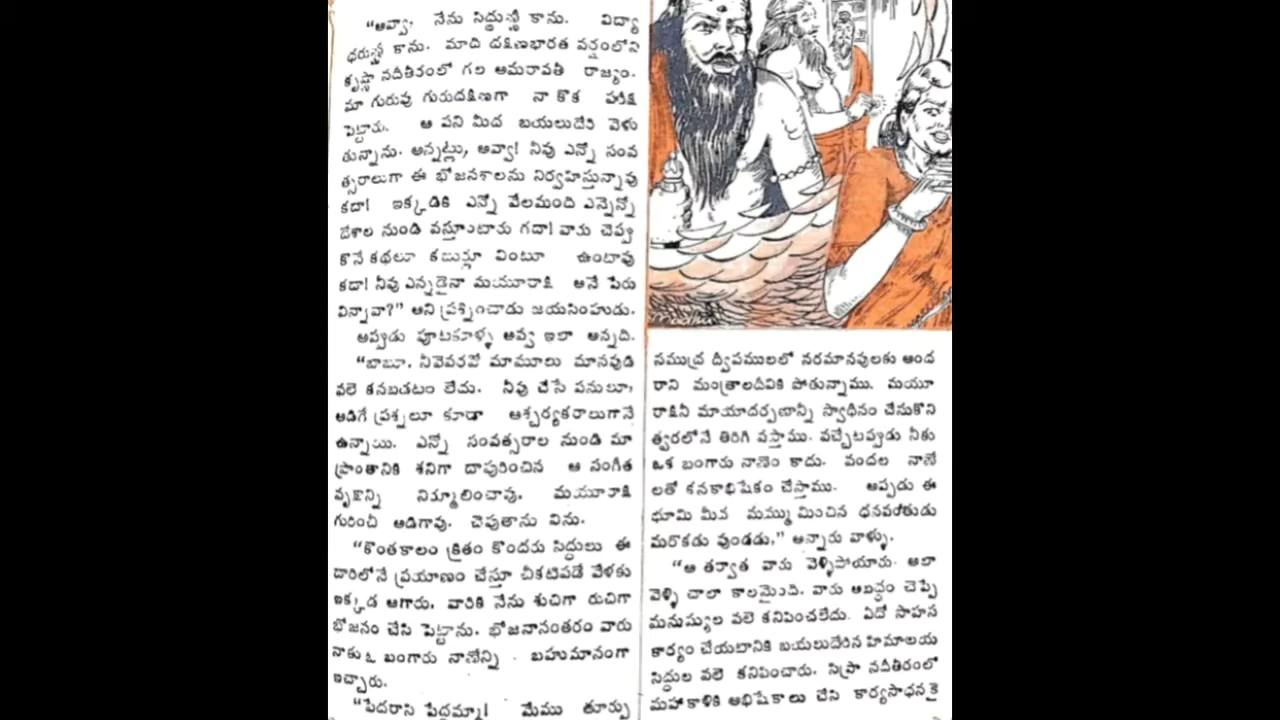 “అవ్వా, నేను సిద్ధుణ్ణి కాను. విద్యా
ధరుణ్ణి కాను. మాది దక్షిణభారత వర్షంలోని
కృష్ణా నదీతీరంలో గల అమరావతీ రాజ్యం.
మా గురువు గురుదక్షిణగా నా కొక పరీక్ష
పెట్టారు. ఆ పని మీద బయలుదేరి వెళు
తున్నాను. అన్నట్లు, అవ్వా! నీవు ఎన్నో సంవ
త్సరాలుగా ఈ భోజనశాలను నిర్వహిస్తున్నావు
కదా! ఇక్కడికి ఎన్నో వేలమంది ఎన్నెన్నో
దేశాల నుండి వస్తూంటారు గదా! వారు చెప్పు
కొనే కథలూ కబుర్లూ వింటూ ఉంటావు
కదా! నీవు ఎన్నడైనా మయూరాక్షి అనే పేరు
విన్నావా?” అని ప్రశ్నించాడు జయసింహుడు.
అప్పుడు పూటకూళ్ళ అవ్వ ఇలా అన్నది.
“బాబూ, నీవెవరవో మామూలు మానవుడి
వలె కనబడటం లేదు. నీవు చేసే పనులూ,
అడిగే ప్రశ్నలూ కూడా ఆశ్చర్యకరాలుగానే
ఉన్నాయి. ఎన్నో సంవత్సరాల నుండి మా
ప్రాంతానికి శనిగా దాపురించిన ఆ సంగీత
వృక్షాన్ని నిర్మూలించావు. మయూరాక్షి
గురించీ అడిగావు. చెపుతాను విను.
“కొంతకాలం క్రితం కొందరు సిద్ధులు ఈ
దారిలోనే ప్రయాణం చేస్తూ చీకటిపడే వేళకు
ఇక్కడ ఆగారు. వారికి నేను శుచిగా రుచిగా
భోజనం చేసి పెట్టాను. భోజనానంతరం వారు
నాకు ఓ బంగారు నాణేన్ని బహుమానంగా
ఇచ్చారు.
“పేదరాసి పెద్దమ్మా! మేము తూర్పు
సముద్ర ద్వీపములలో నరమానవులకు అంద
రాని మంత్రాలదీవికి పోతున్నాము. మయూ
రాక్షినీ మాయాదర్పణాన్నీ స్వాధీనం చేసుకొని
త్వరలోనే తిరిగి వస్తాము. వచ్చేటప్పుడు నీకు
ఒక బంగారు నాణెం కాదు. వందల నాణే
లతో కనకాభిషేకం చేస్తాము. అప్పుడు ఈ
భూమి మీద మమ్ము మించిన ధనవంతుడు
మరొకడు వుండడు,” అన్నారు వాళ్ళు.
“ఆ తర్వాత వారు వెళ్ళిపోయారు. అలా
వెళ్ళి చాలా కాలమైంది. వారు అబద్ధం చెప్పే
మనుష్యుల వలె కనిపించలేదు. ఏదో సాహస
కార్యం చేయటానికి బయలుదేరిన హిమాలయ
సిద్ధుల వలె కనిపించారు. సిప్రా నదీతీరంలో
మహాకాళికి అభిషేకాలు చేసి కార్యసాధనకై